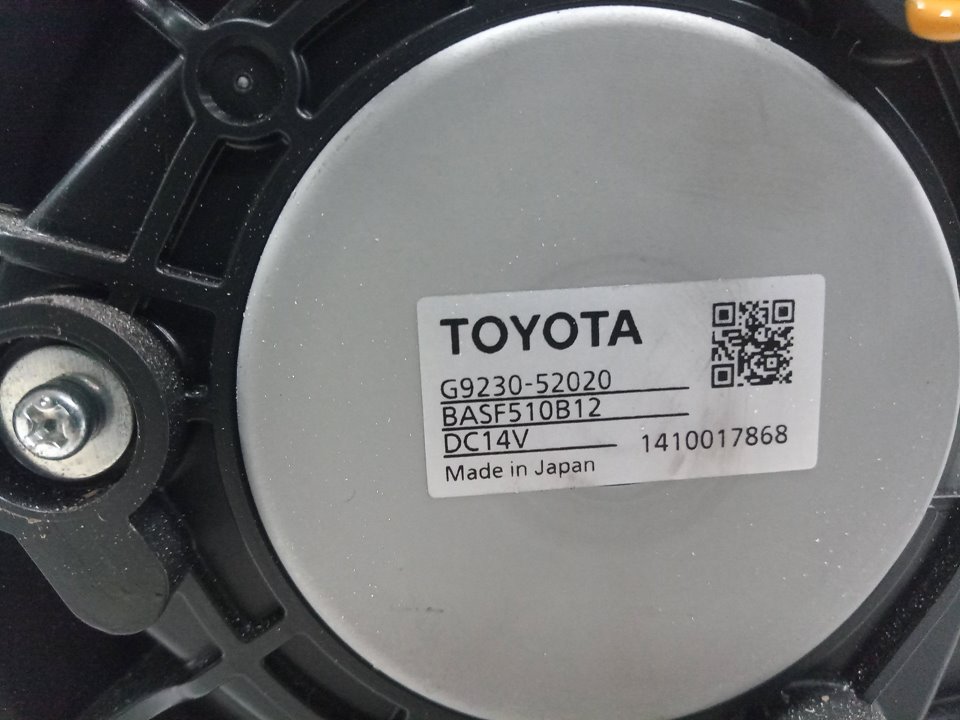 TOYOTA
G9230-52020
BASF510B12
DC14V 1410017868
Made in Japan